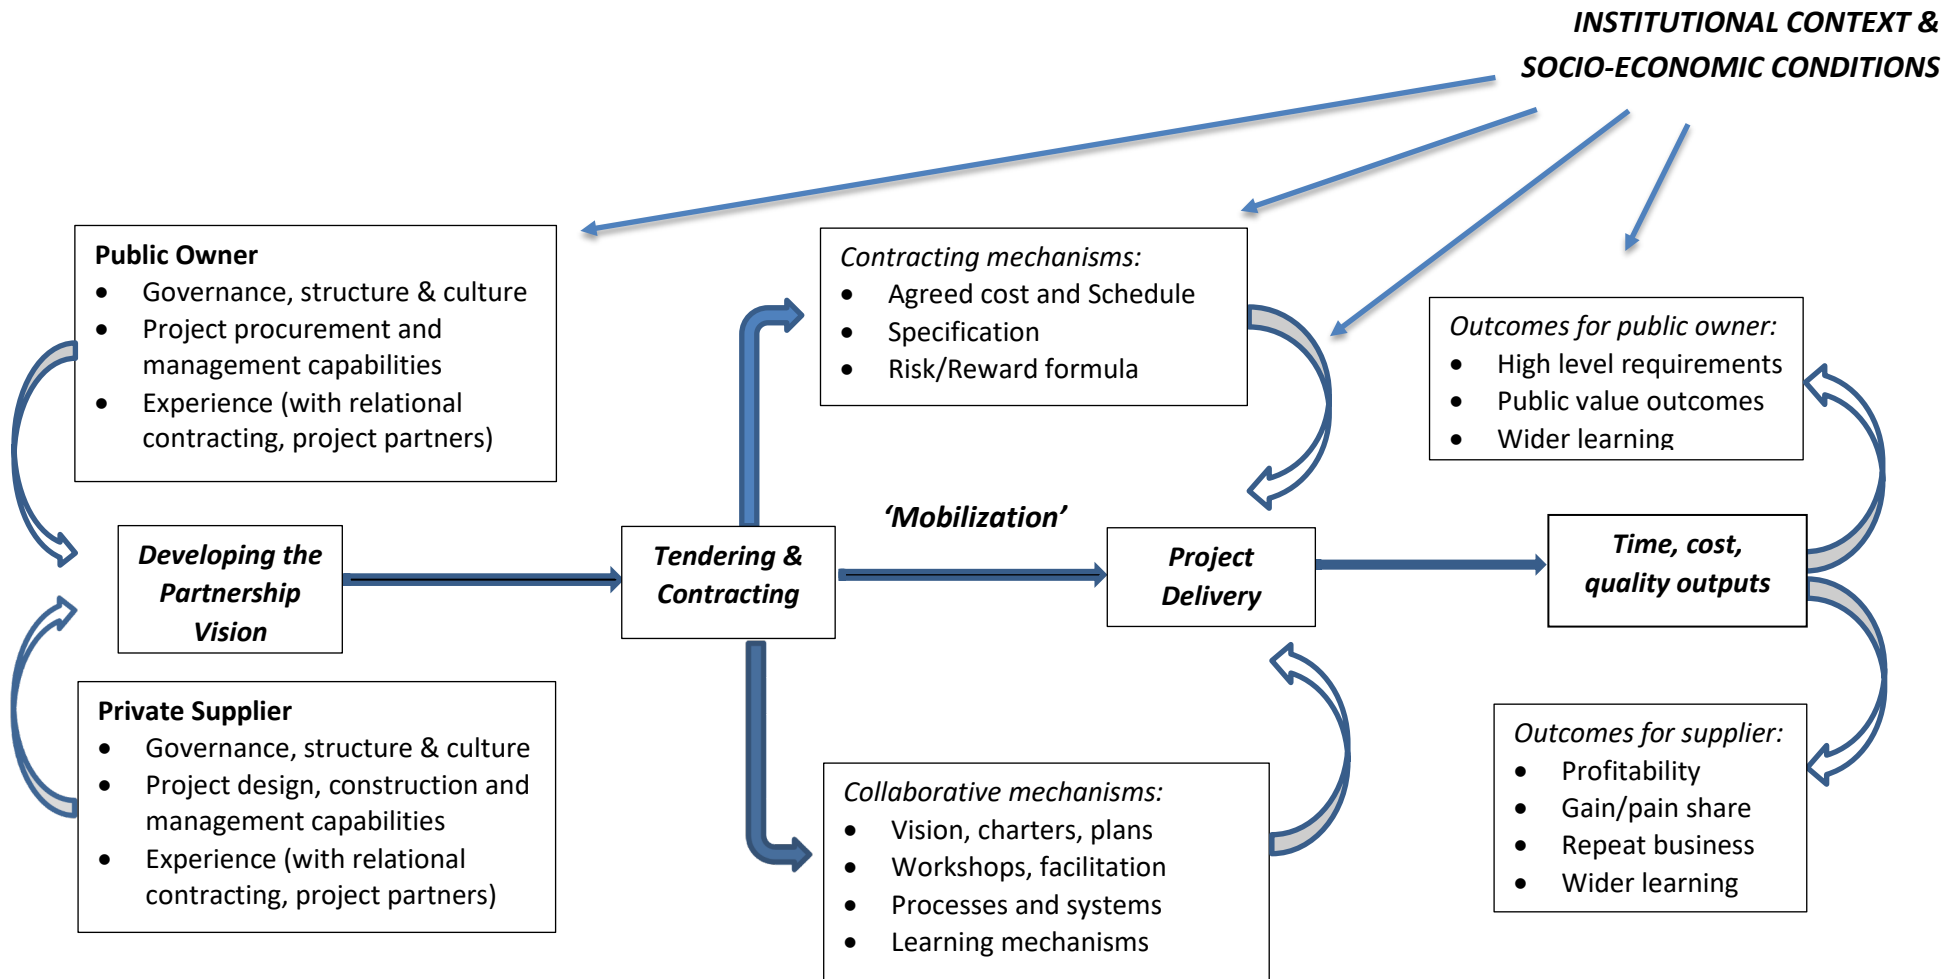 INSTITUTIONAL CONTEXT &
SOCIO-ECONOMIC CONDITIONS
Public Owner
• Governance, structure & culture
• Project procurement and
management capabilities
• Experience (with relational
contracting, project partners)
Contracting mechanisms:
• Agreed cost and Schedule
• Specification
• Risk/Reward formula
Outcomes for public owner:
• High level requirements
• Public value outcomes
• Wider learning
Developing the
Partnership
Vision
Tendering &
Contracting
‘Mobilization’
Project
Delivery
Time, cost,
quality outputs
Private Supplier
• Governance, structure & culture
• Project design, construction and
management capabilities
• Experience (with relational
contracting, project partners)
Collaborative mechanisms:
• Vision, charters, plans
• Workshops, facilitation
• Processes and systems
• Learning mechanisms
Outcomes for supplier:
• Profitability
• Gain/pain share
• Repeat business
• Wider learning